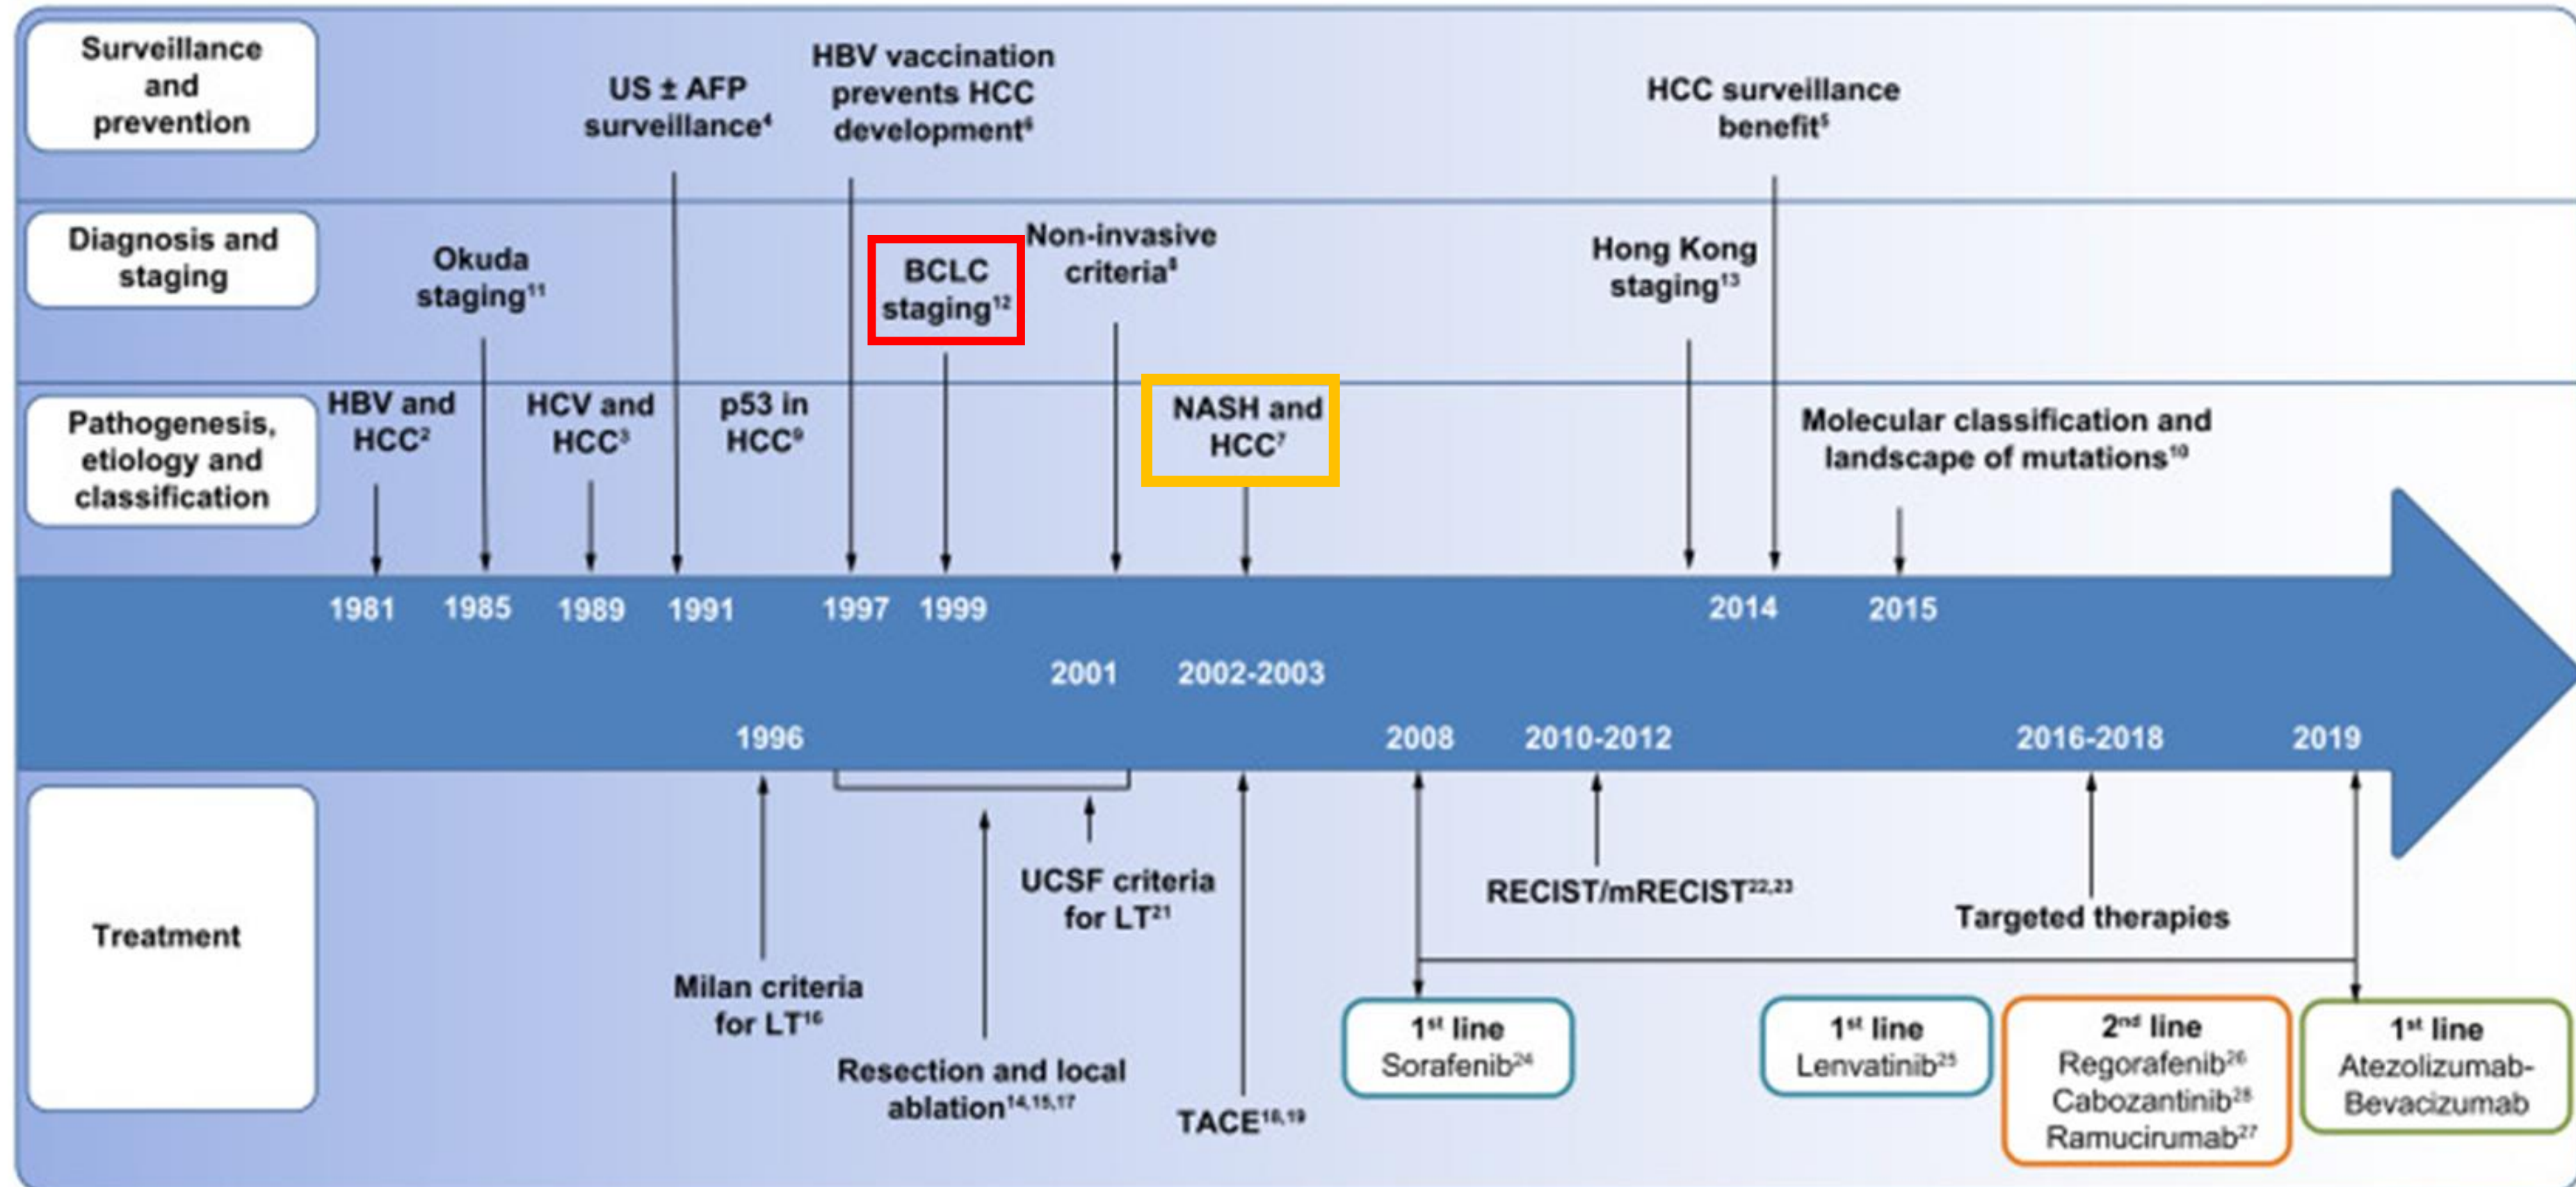 Surveillance
and
prevention
US ± AFP
surveillance⁴
HBV vaccination
prevents HCC
development⁶
HCC surveillance
benefit⁵
Diagnosis and
staging
Okuda
staging¹¹
BCLC
staging¹²
Non-invasive
criteria⁸
Hong Kong
staging¹³
Pathogenesis,
etiology and
classification
HBV and
HCC²
HCV and
HCC³
p53 in
HCC⁹
NASH and
HCC⁷
Molecular classification and
landscape of mutations¹⁰
1981
1985
1989
1991
1997
1999
2014
2015
2001
2002-2003
1996
2008
2010-2012
2016-2018
2019
Treatment
Milan criteria
for LT¹⁶
Resection and local
ablation¹⁴,¹⁵,¹⁷
UCSF criteria
for LT²¹
TACE¹⁸,¹⁹
RECIST/mRECIST²²,²³
Targeted therapies
1ˢᵗ line
Sorafenib²⁴
1ˢᵗ line
Lenvatinib²⁵
2ⁿᵈ line
Regorafenib²⁶
Cabozantinib²⁸
Ramucirumab²⁷
1ˢᵗ line
Atezolizumab-
Bevacizumab